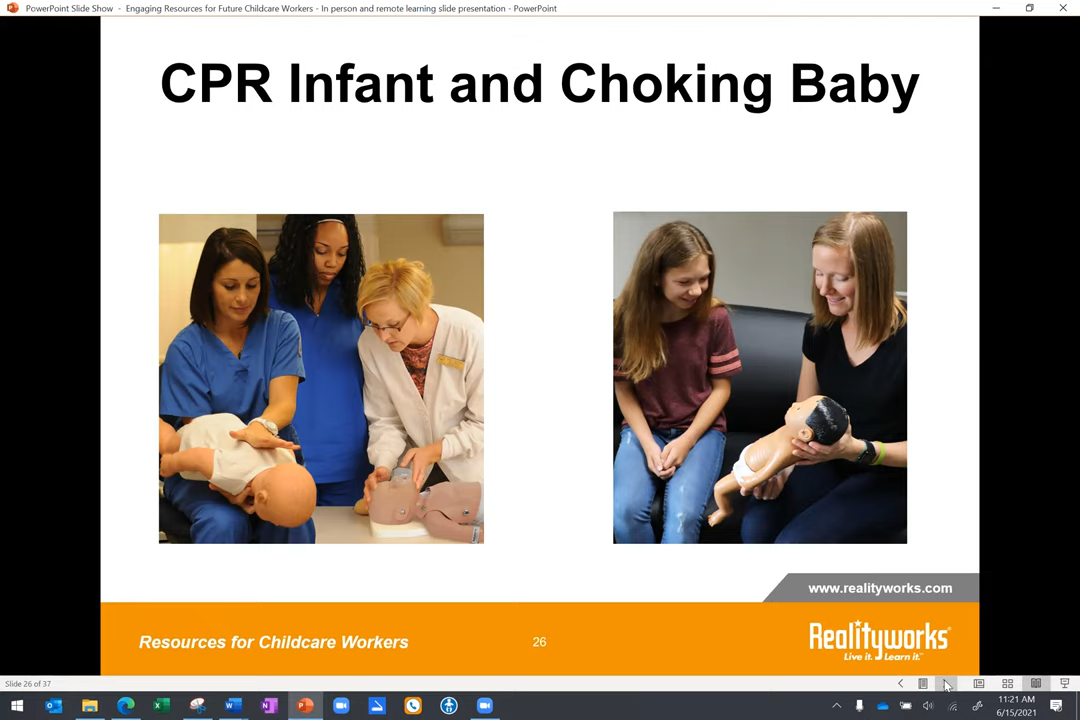 PowerPoint Slide Show - Engaging Resources for Future Childcare Workers - In person and remote learning slide presentation - PowerPoint
CPR Infant and Choking Baby
www.realityworks.com
Resources for Childcare Workers
26
Realityworks®
Live it. Learn it.™
Slide 26 of 37
11:21 AM
6/15/2021